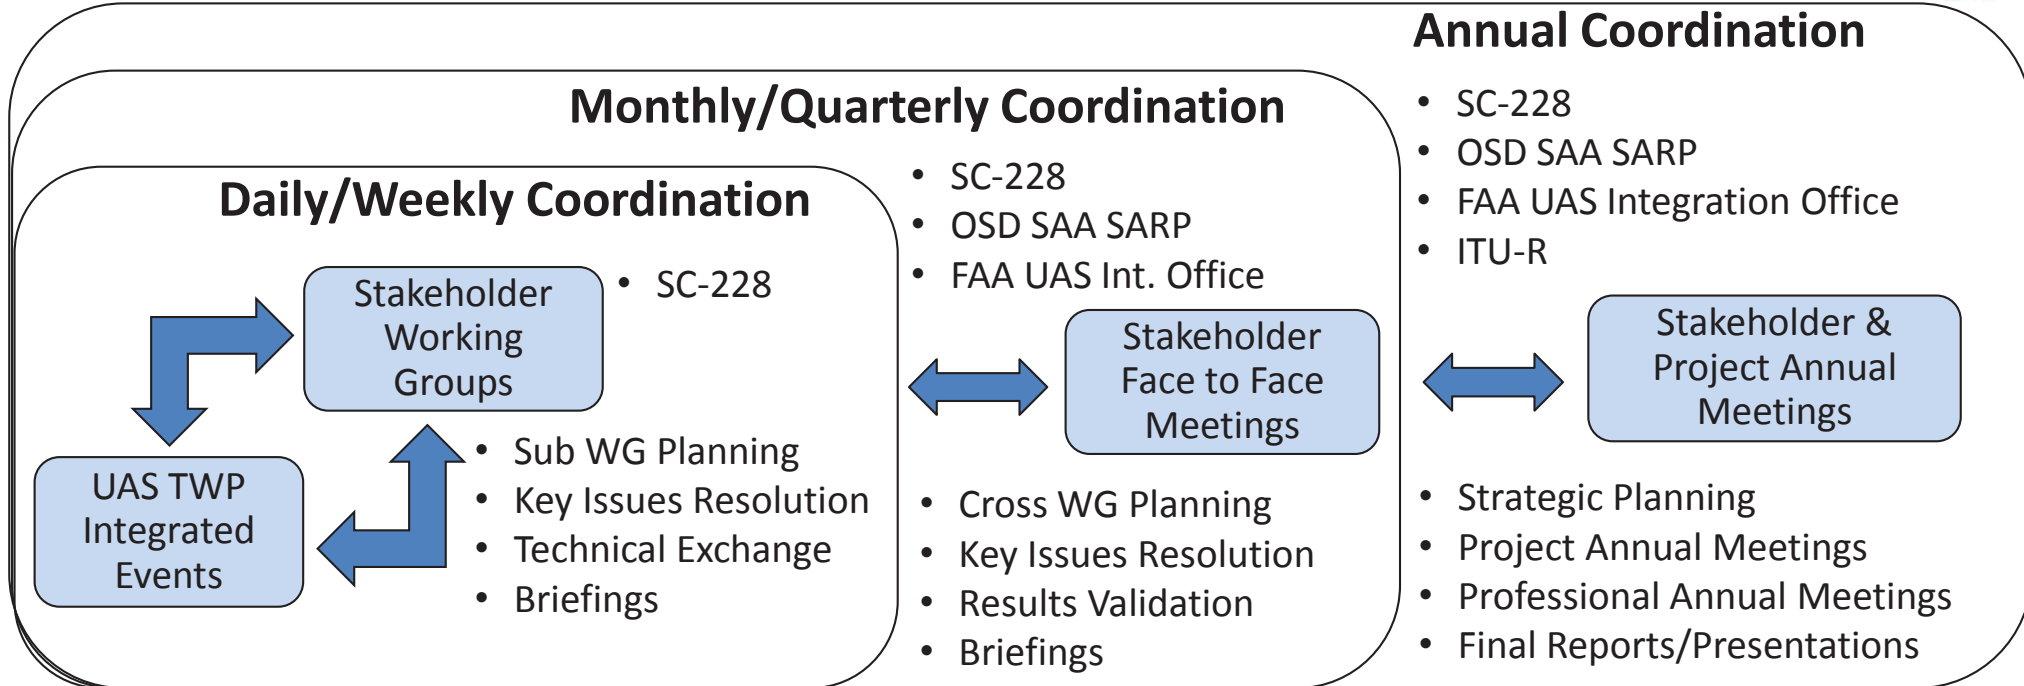 Annual Coordination
• SC-228
• OSD SAA SARP
• FAA UAS Integration Office
• ITU-R
Stakeholder &
Project Annual
Meetings
• Strategic Planning
• Project Annual Meetings
• Professional Annual Meetings
• Final Reports/Presentations
Monthly/Quarterly Coordination
• SC-228
• OSD SAA SARP
• FAA UAS Int. Office
Stakeholder
Face to Face
Meetings
• Cross WG Planning
• Key Issues Resolution
• Results Validation
• Briefings
Daily/Weekly Coordination
Stakeholder
Working
Groups
• SC-228
UAS TWP
Integrated
Events
• Sub WG Planning
• Key Issues Resolution
• Technical Exchange
• Briefings